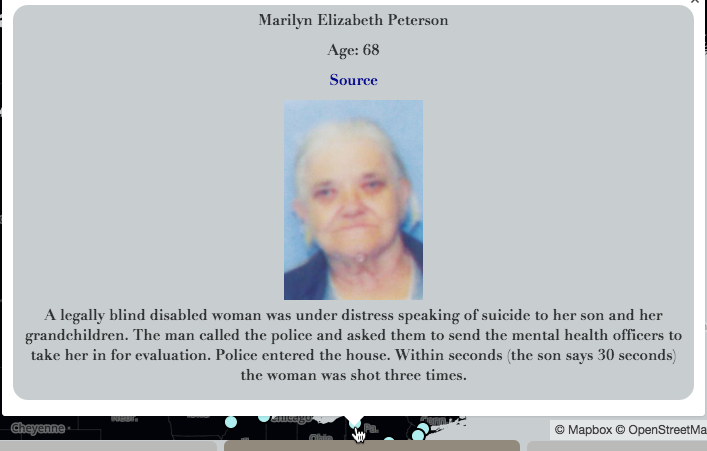 Marilyn Elizabeth Peterson
Age: 68
Source
A legally blind disabled woman was under distress speaking of suicide to her son and her
grandchildren. The man called the police and asked them to send the mental health officers to
take her in for evaluation. Police entered the house. Within seconds (the son says 30 seconds)
the woman was shot three times.
Chicago
Pa.
Cheyenne
Ohio
© Mapbox © OpenStreetMa